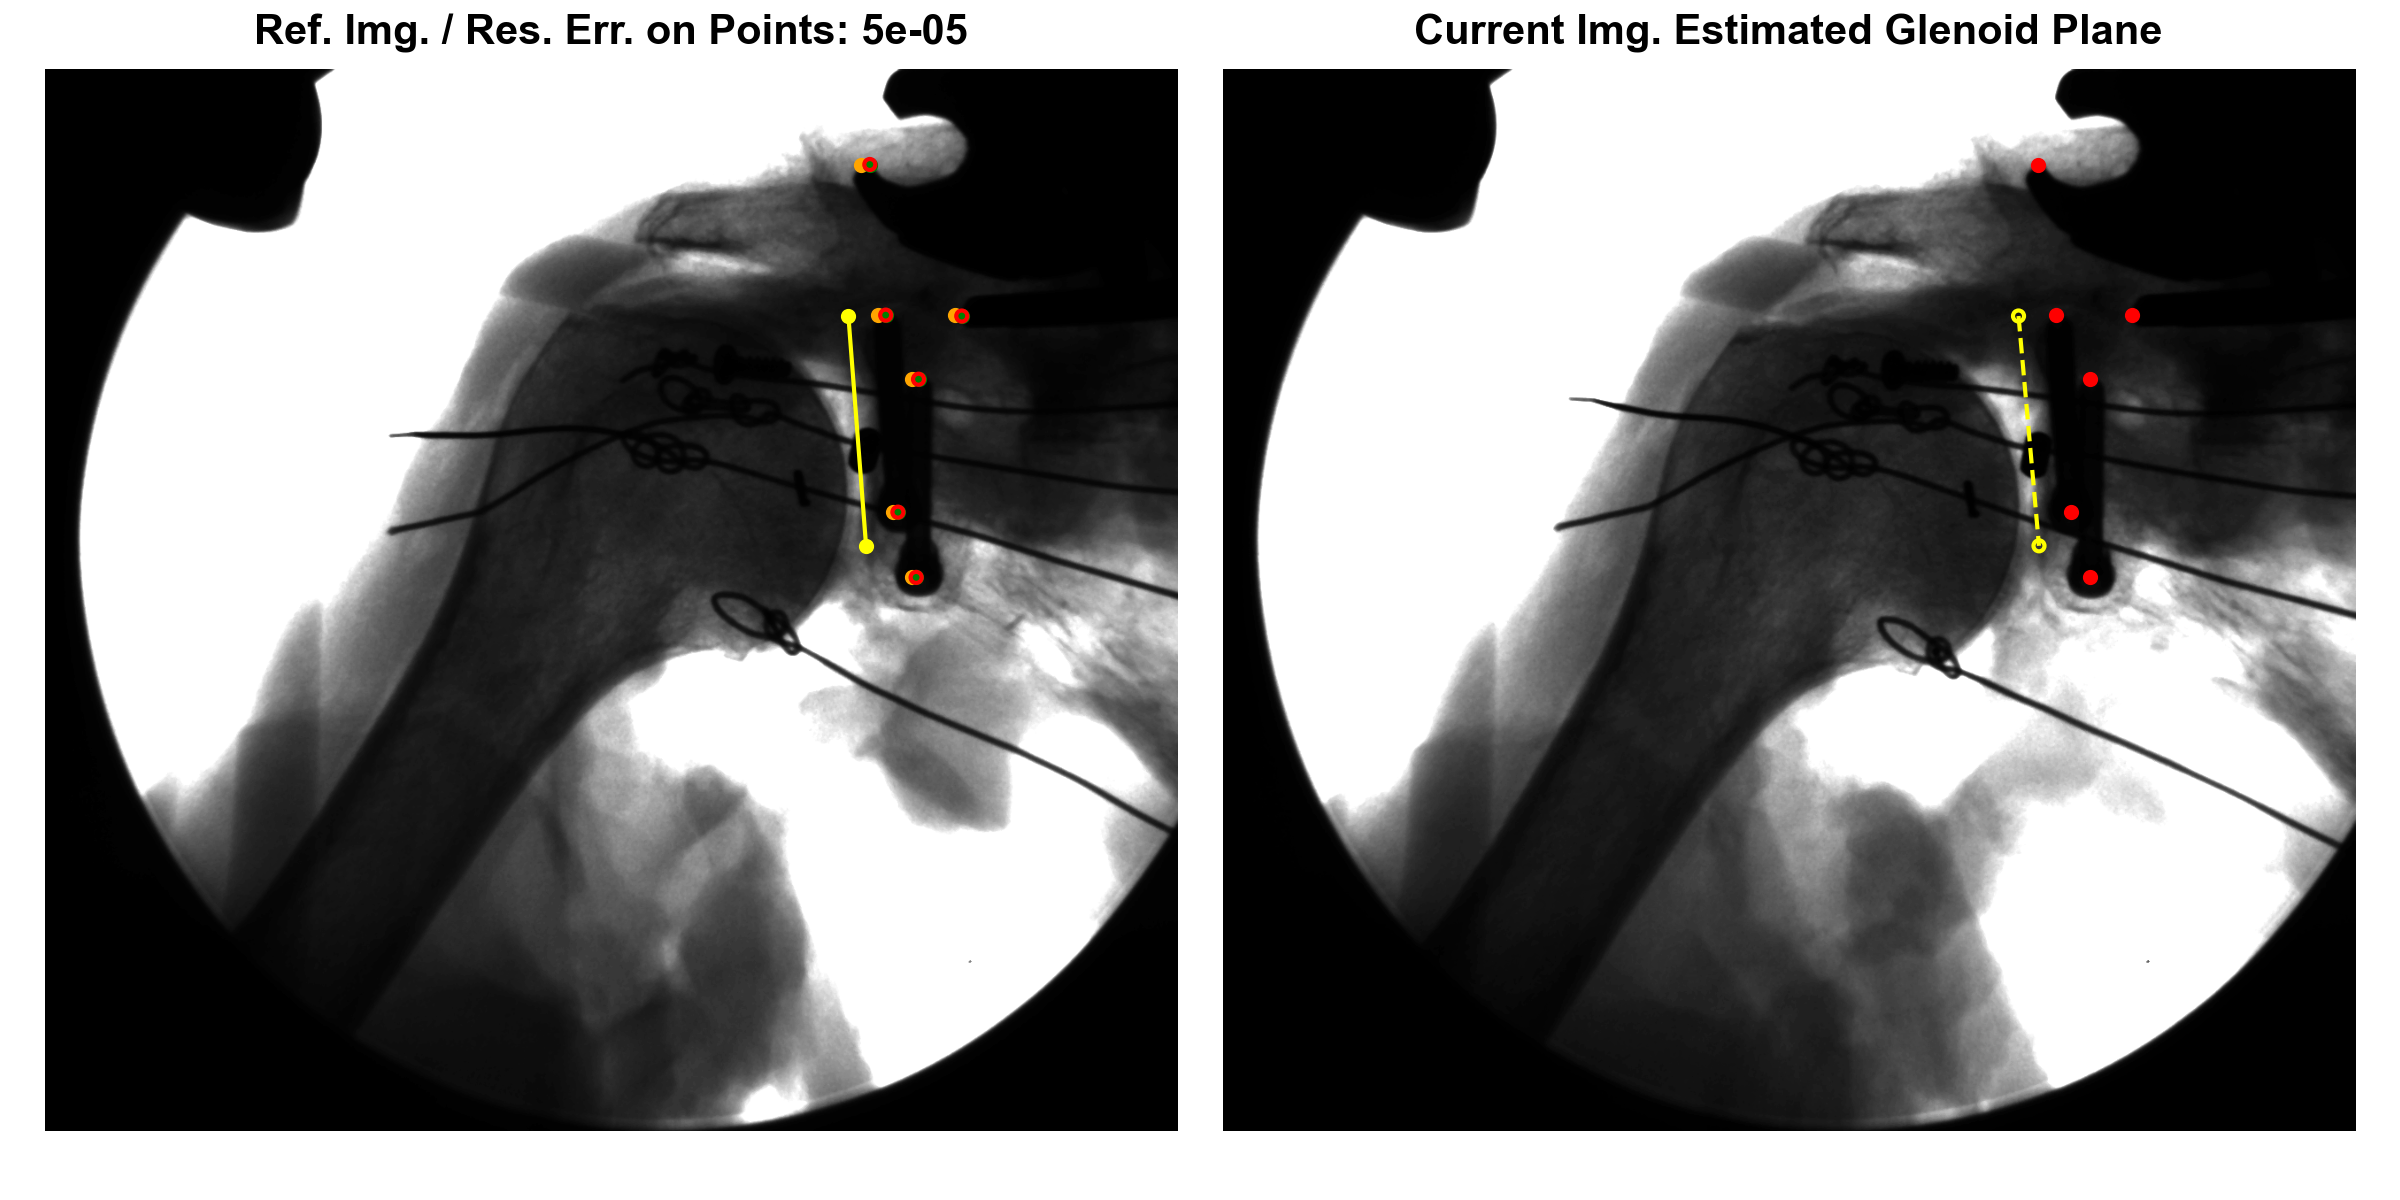 Ref. Img. / Res. Err. on Points: 5e-05
Current Img. Estimated Glenoid Plane